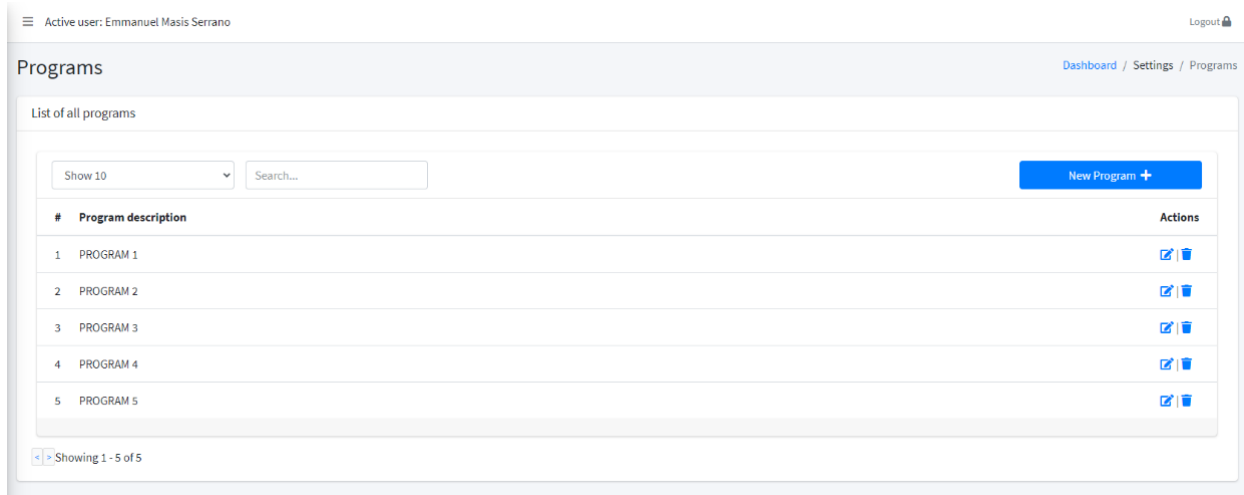 Active user: Emmanuel Masis Serrano Logout
Programs Dashboard / Settings / Programs
List of all programs
Show 10 Search... New Program +
# Program description Actions
1 PROGRAM 1 |
2 PROGRAM 2 |
3 PROGRAM 3 |
4 PROGRAM 4 |
5 PROGRAM 5 |
< > Showing 1 - 5 of 5